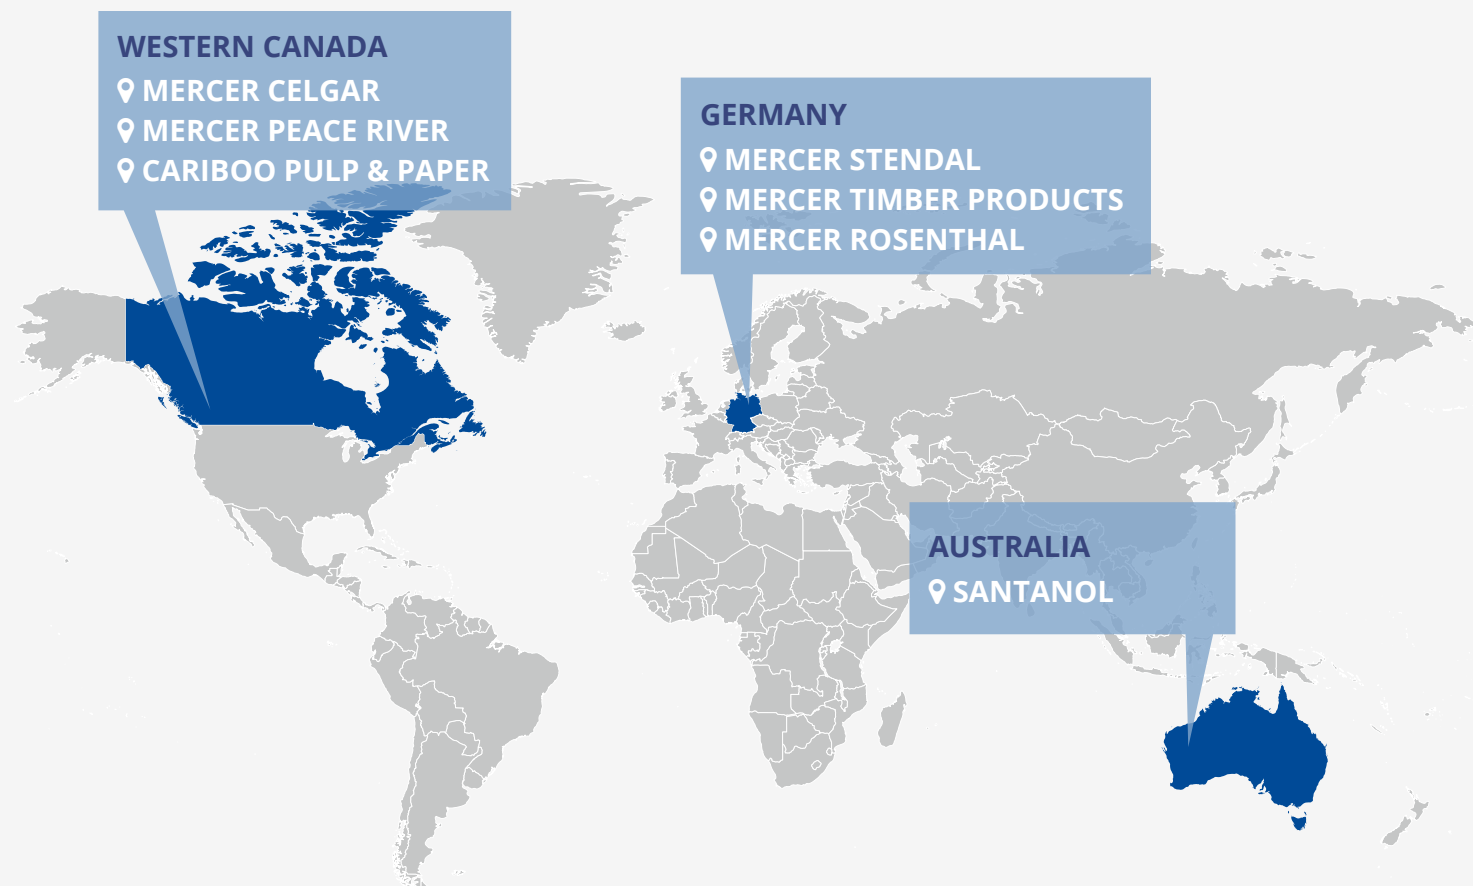 WESTERN CANADA
MERCER CELGAR
MERCER PEACE RIVER
CARIBOO PULP & PAPER
GERMANY
MERCER STENDAL
MERCER TIMBER PRODUCTS
MERCER ROSENTHAL
AUSTRALIA
SANTANOL